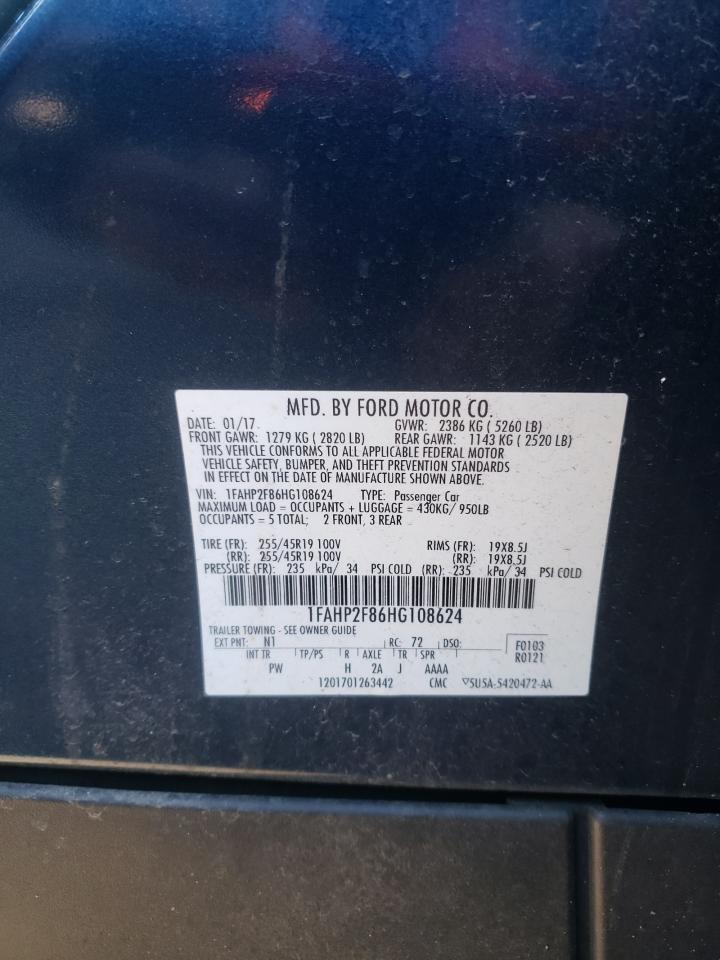 MFD. BY FORD MOTOR CO.
DATE: 01/17 GVWR: 2386 KG ( 5260 LB)
FRONT GAWR: 1279 KG ( 2820 LB) REAR GAWR: 1143 KG ( 2520 LB)
THIS VEHICLE CONFORMS TO ALL APPLICABLE FEDERAL MOTOR
VEHICLE SAFETY, BUMPER, AND THEFT PREVENTION STANDARDS
IN EFFECT ON THE DATE OF MANUFACTURE SHOWN ABOVE.
VIN: 1FAHP2F86HG108624 TYPE: Passenger Car
MAXIMUM LOAD = OCCUPANTS + LUGGAGE = 430KG/ 950LB
OCCUPANTS = 5 TOTAL; 2 FRONT, 3 REAR
TIRE (FR): 255/45R19 100V RIMS (FR): 19X8.5J
(RR): 255/45R19 100V (RR): 19X8.5J
PRESSURE (FR): 235 kPa/ 34 PSI COLD (RR): 235 kPa/ 34 PSI COLD
1FAHP2F86HG108624
TRAILER TOWING - SEE OWNER GUIDE
EXT PNT: N1 RC: 72 DSO: F0103
INT TR TP/PS R AXLE TR SPR R0121
PW H 2A J AAAA
1201701263442 CMC ▽5U5A-5420472-AA